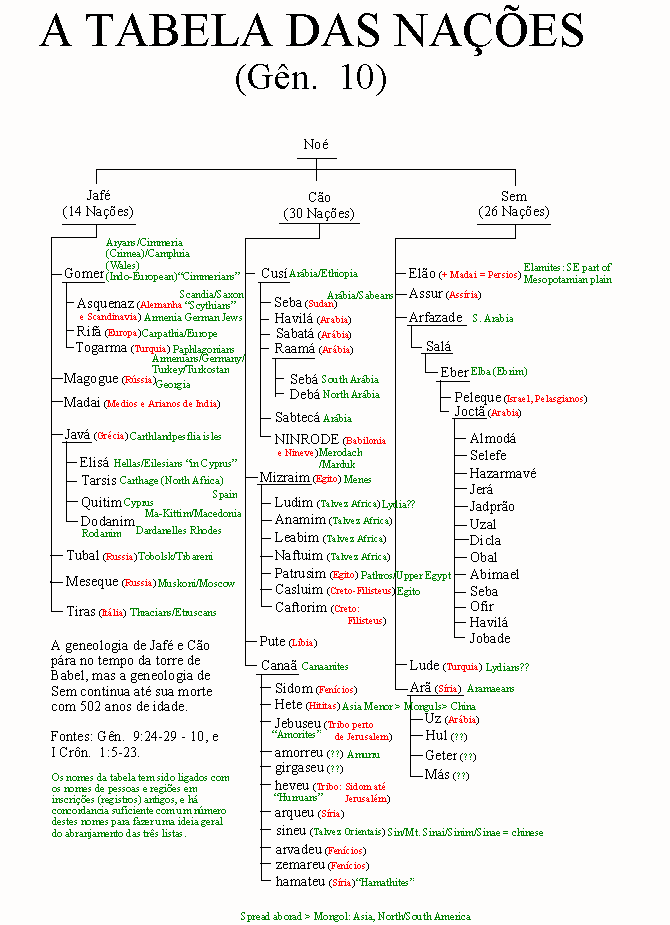 A TABELA DAS NAÇÕES
(Gên. 10)
Noé
Jafé
(14 Nações)
Cão
(30 Nações)
Sem
(26 Nações)
Aryans/Cimmeria
(Crimea)/Camphria
(Wales)
Gomer (Indo-European)“Cimmerians”
Scandia/Saxon
Asquenaz (Alemanha “Scythians”
e Scandinavia) Armenia German Jews
Rifá (Europa) Carpathia/Europe
Togarma (Turquia) Paphlagonians
Armenians/Germany/
Turkey/Turkostan
Magogue (Rússia) Georgia
Madai (Medios e Arianos de India)
Javá (Grécia) Carthlandpesflia isles
Elisá Hellas/Eilesians “in Cyprus”
Tarsis Carthage (North Africa)
Spain
Quitim Cyprus
Ma-Kittim/Macedonia
Dodanim Dardanelles Rhodes
Rodanim
Tubal (Russia) Tobolsk/Tibareni
Meseque (Russia) Muskoni/Moscow
Tiras (Itália) Thracians/Etruscans
A geneologia de Jafé e Cão
pára no tempo da torre de
Babel, mas a geneologia de
Sem continua até sua morte
com 502 anos de idade.
Fontes: Gên. 9:24-29 - 10, e
I Crôn. 1:5-23.
Os nomes da tabela tem sido ligados com
os nomes de pessoas e regiões em
inscrições (registros) antigos, e há
concordancia suficiente com um número
destes nomes para fazer uma ideia geral
do abranjamento das três listas.
Cusí Arábia/Ethiopia
Arábia/Sabeans
Seba (Sudan)
Havilá (Arabia)
Sabatá (Arábia)
Raamá (Arábia)
Sebá South Arábia
Debá North Arábia
Sabtecá Arábia
NINRODE (Babilonia
e Nineve) Merodach
/Marduk
Mizraim (Egito) Menes
Ludim (Talvez Africa) Lydia??
Anamim (Talvez Africa)
Leabim (Talvez Africa)
Naftuim (Talvez Africa)
Patrusim (Egito) Pathros/Upper Egypt
Casluim (Creto-Filisteus) Egito
Caftorim (Creto:
Filisteus)
Pute (Líbia)
Canaã Canaanites
Sidom (Fenícios)
Hete (Hititas) Asia Menor > Monguls> China
Jebuseu (Tribo perto
“Amorites” de Jerusalem)
amorreu (??) Amurru
girgaseu (??)
heveu (Tribo: Sidom até
“Hurruans” Jerusalém)
arqueu (Síria)
sineu (Talvez Orientais) Sin/Mt. Sinai/Sinim/Sinae = chinese
arvadeu (Fenícios)
zemareu (Fenícios)
hamateu (Síria) “Hamathites”
Elão (+ Madai = Persios) Elamites: SE part of
Mesopotamian plain
Assur (Assíria)
Arfazade S. Arabia
Salá
Eber Elba (Ebrim)
Peleque (Israel, Pelasgianos)
Joctã (Arabia)
Almodá
Selefe
Hazarmavé
Jerá
Jadprão
Uzal
Dicla
Obal
Abimael
Seba
Ofir
Havilá
Jobade
Lude (Turquia) Lydians??
Arã (Síria) Aramaeans
Uz (Arábia)
Hul (??)
Geter (??)
Más (??)
Spread aborad > Mongol: Asia, North/South America